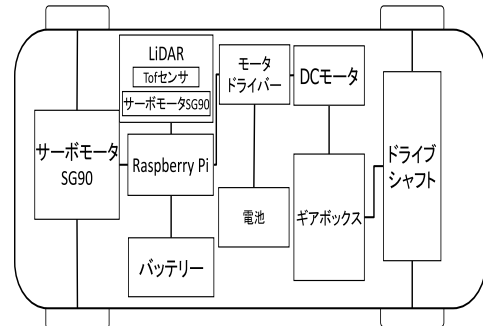 LiDAR
Tofセンサ
サーボモータSG90
サーボモータ
SG90
Raspberry Pi
バッテリー
モータ
ドライバー
電池
DCモータ
ギアボックス
ドライブ
シャフト